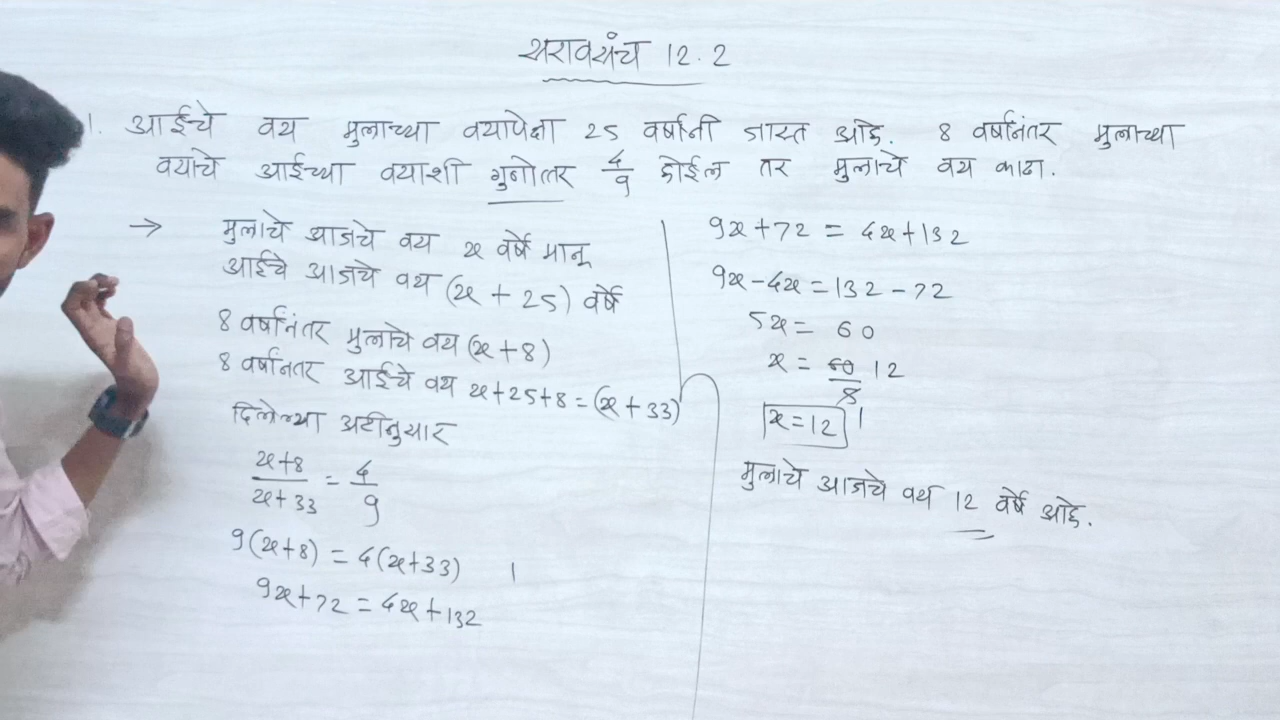 सरावसंच 12.2
1. आईचे वय मुलाच्या वयापेक्षा 25 वर्षांनी जास्त आहे. 8 वर्षांनंतर मुलाच्या
वयाचे आईच्या वयाशी गुणोत्तर 4/9 होईल तर मुलाचे वय काढा.
→ मुलाचे आजचे वय x वर्षे मानू
आईचे आजचे वय (x + 25) वर्षे
8 वर्षांनंतर मुलाचे वय (x+8)
8 वर्षानंतर आईचे वय x+25+8 = (x+33)
दिलेल्या अटीनुसार
x+8/x+33 = 4/9
9(x+8) = 4(x+33)
9x+72 = 4x+132
9x+72 = 4x+132
9x-4x = 132-72
5x = 60
x = 60/8 12
1
x=12
मुलाचे आजचे वय 12 वर्षे आहे.